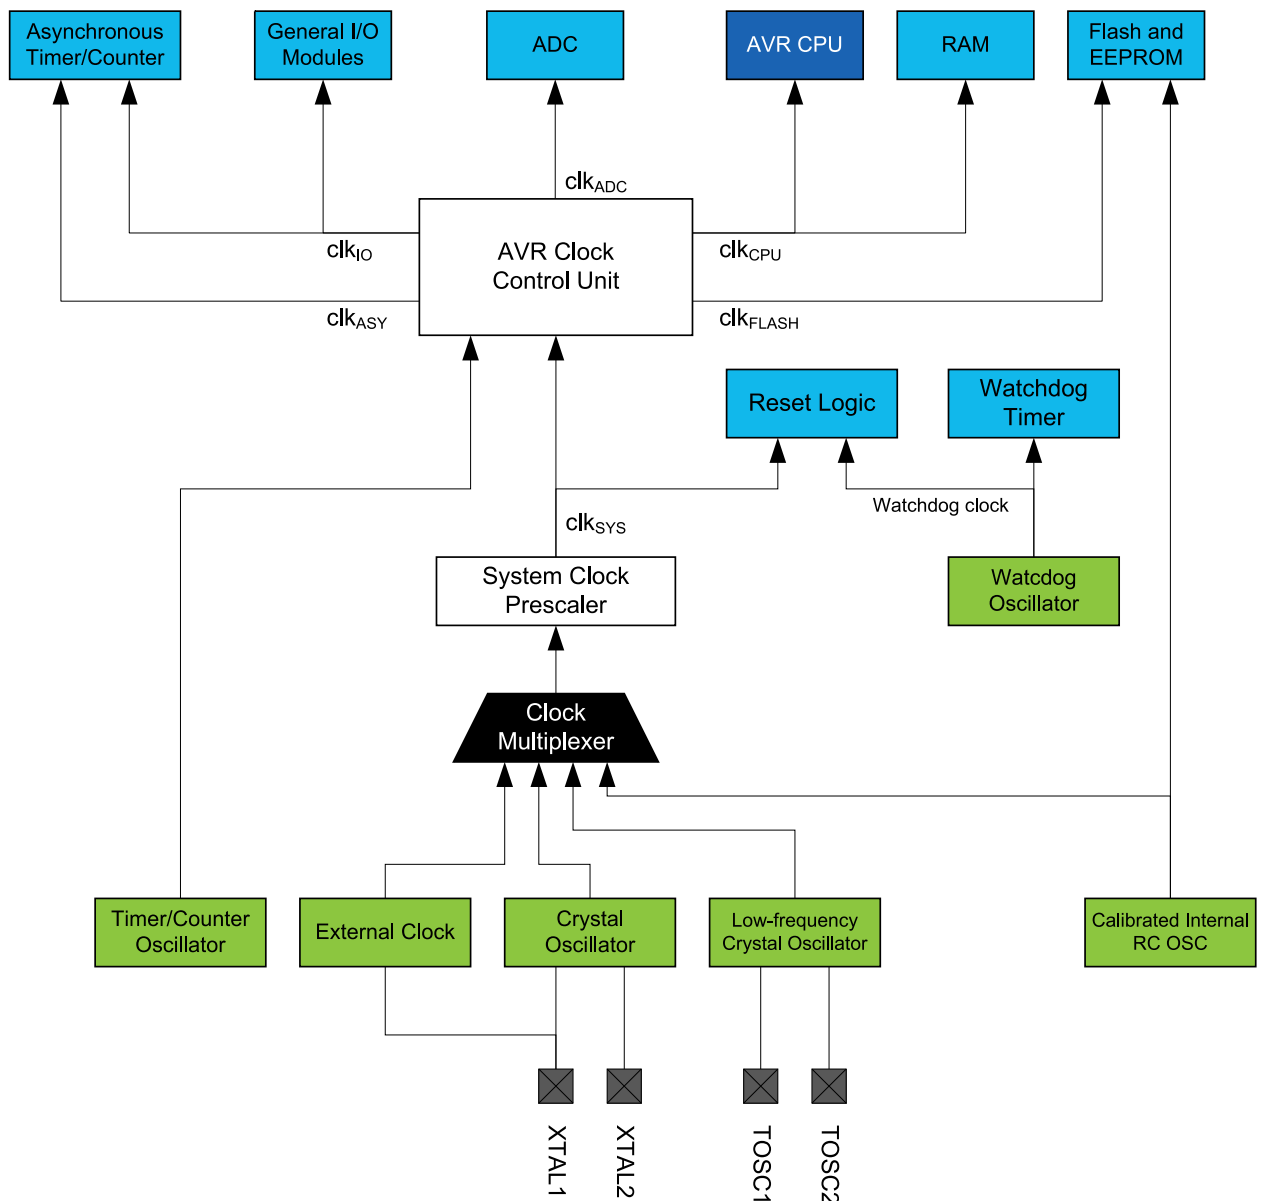 Asynchronous
Timer/Counter
General I/O
Modules
ADC
AVR CPU
RAM
Flash and
EEPROM
clkADC
clkIO
AVR Clock
Control Unit
clkCPU
clkASY
clkFLASH
Reset Logic
Watchdog
Timer
Watchdog clock
clkSYS
System Clock
Prescaler
Watcdog
Oscillator
Clock
Multiplexer
Timer/Counter
Oscillator
External Clock
Crystal
Oscillator
Low-frequency
Crystal Oscillator
Calibrated Internal
RC OSC
XTAL1
XTAL2
TOSC1
TOSC2